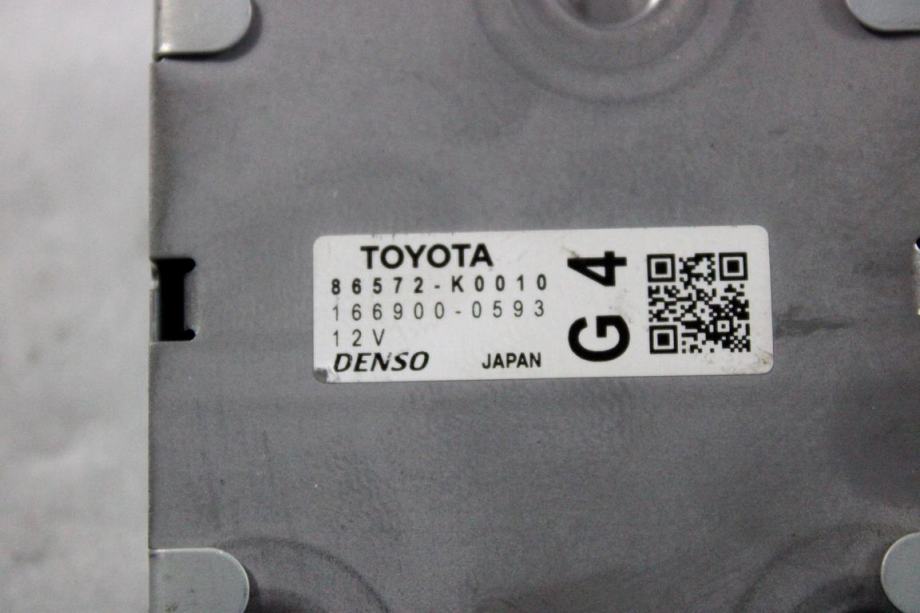 TOYOTA
86572-K0010
166900-0593
12V
DENSO JAPAN
G4